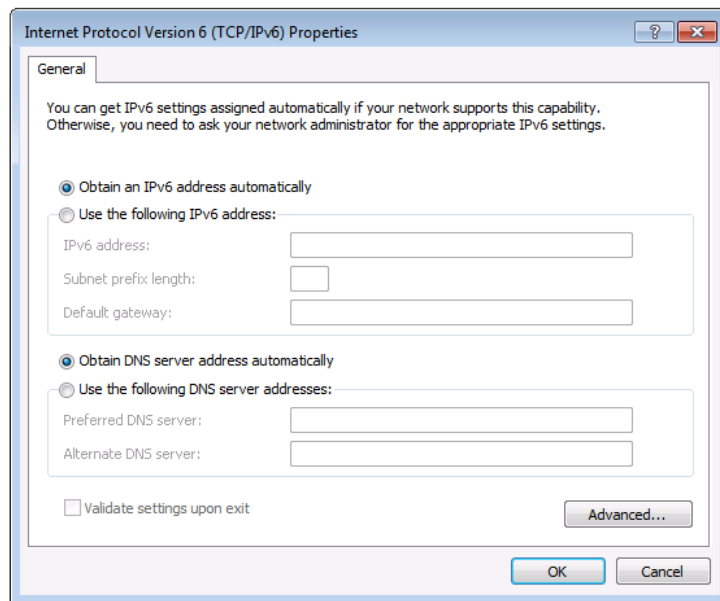 Internet Protocol Version 6 (TCP/IPv6) Properties
?
General
You can get IPv6 settings assigned automatically if your network supports this capability.
Otherwise, you need to ask your network administrator for the appropriate IPv6 settings.
Obtain an IPv6 address automatically
Use the following IPv6 address:
IPv6 address:
Subnet prefix length:
Default gateway:
Obtain DNS server address automatically
Use the following DNS server addresses:
Preferred DNS server:
Alternate DNS server:
Validate settings upon exit
Advanced...
OK Cancel